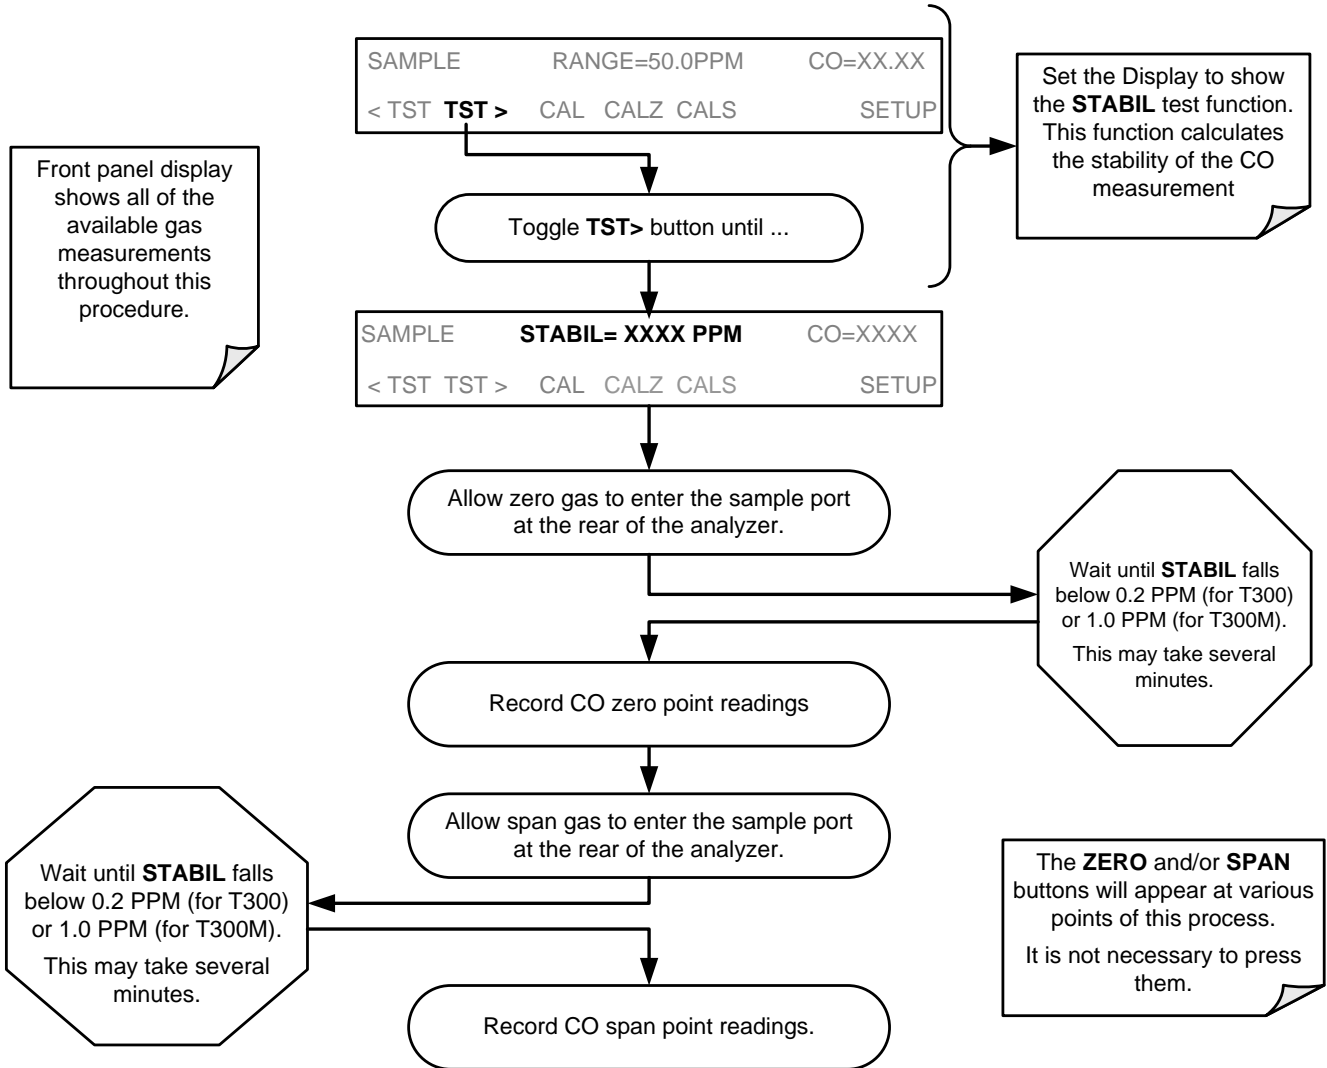 SAMPLE RANGE=50.0PPM CO=XX.XX
< TST TST > CAL CALZ CALS SETUP
Set the Display to show
the STABIL test function.
This function calculates
the stability of the CO
measurement
Front panel display
shows all of the
available gas
measurements
throughout this
procedure.
Toggle TST> button until ...
SAMPLE STABIL= XXXX PPM CO=XXXX
< TST TST > CAL CALZ CALS SETUP
Allow zero gas to enter the sample port
at the rear of the analyzer.
Wait until STABIL falls
below 0.2 PPM (for T300)
or 1.0 PPM (for T300M).
This may take several
minutes.
Record CO zero point readings
Allow span gas to enter the sample port
at the rear of the analyzer.
Wait until STABIL falls
below 0.2 PPM (for T300)
or 1.0 PPM (for T300M).
This may take several
minutes.
The ZERO and/or SPAN
buttons will appear at various
points of this process.
It is not necessary to press
them.
Record CO span point readings.